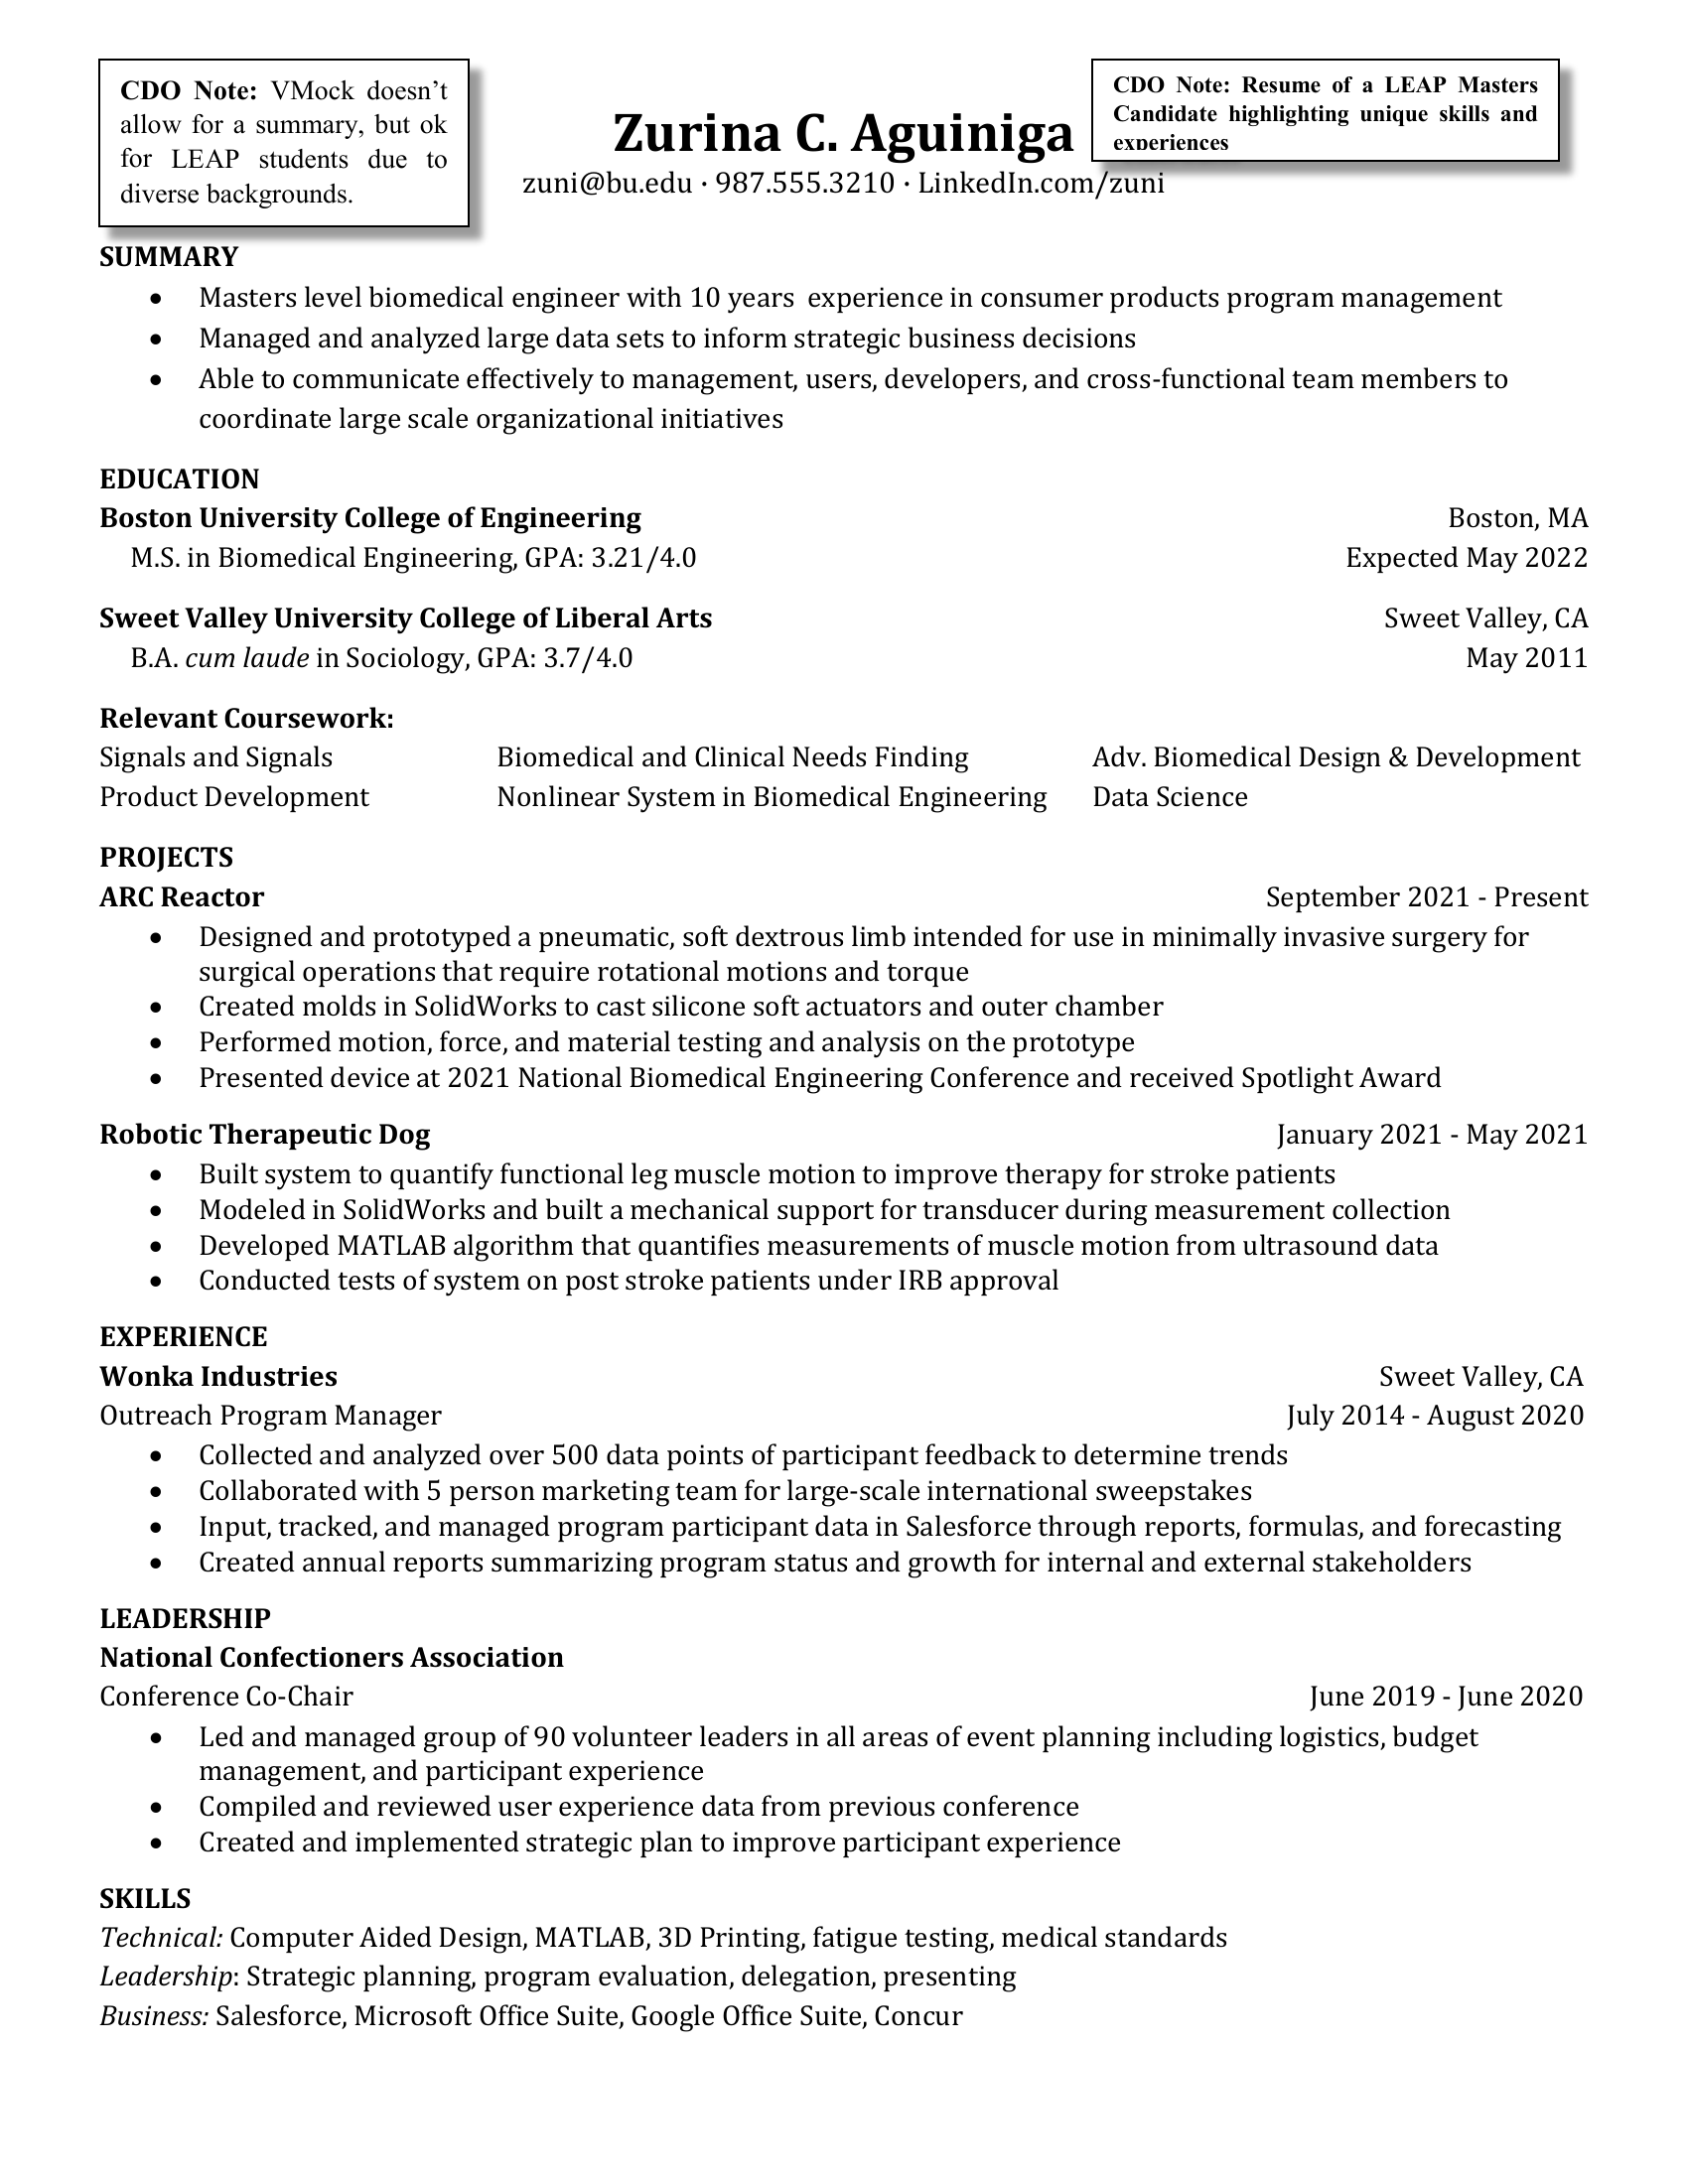 CDO Note: VMock doesn't
allow for a summary, but ok
for LEAP students due to
diverse backgrounds.
CDO Note: Resume of a LEAP Masters
Candidate highlighting unique skills and
experiences
Zurina C. Aguiniga
zuni@bu.edu · 987.555.3210 · LinkedIn.com/zuni
SUMMARY
• Masters level biomedical engineer with 10 years  experience in consumer products program management
• Managed and analyzed large data sets to inform strategic business decisions
• Able to communicate effectively to management, users, developers, and cross-functional team members to
coordinate large scale organizational initiatives
EDUCATION
Boston University College of Engineering Boston, MA
M.S. in Biomedical Engineering, GPA: 3.21/4.0 Expected May 2022
Sweet Valley University College of Liberal Arts Sweet Valley, CA
B.A. cum laude in Sociology, GPA: 3.7/4.0 May 2011
Relevant Coursework:
Signals and Signals Biomedical and Clinical Needs Finding Adv. Biomedical Design & Development
Product Development Nonlinear System in Biomedical Engineering Data Science
PROJECTS
ARC Reactor September 2021 - Present
• Designed and prototyped a pneumatic, soft dextrous limb intended for use in minimally invasive surgery for
surgical operations that require rotational motions and torque
• Created molds in SolidWorks to cast silicone soft actuators and outer chamber
• Performed motion, force, and material testing and analysis on the prototype
• Presented device at 2021 National Biomedical Engineering Conference and received Spotlight Award
Robotic Therapeutic Dog January 2021 - May 2021
• Built system to quantify functional leg muscle motion to improve therapy for stroke patients
• Modeled in SolidWorks and built a mechanical support for transducer during measurement collection
• Developed MATLAB algorithm that quantifies measurements of muscle motion from ultrasound data
• Conducted tests of system on post stroke patients under IRB approval
EXPERIENCE
Wonka Industries Sweet Valley, CA
Outreach Program Manager July 2014 - August 2020
• Collected and analyzed over 500 data points of participant feedback to determine trends
• Collaborated with 5 person marketing team for large-scale international sweepstakes
• Input, tracked, and managed program participant data in Salesforce through reports, formulas, and forecasting
• Created annual reports summarizing program status and growth for internal and external stakeholders
LEADERSHIP
National Confectioners Association
Conference Co-Chair June 2019 - June 2020
• Led and managed group of 90 volunteer leaders in all areas of event planning including logistics, budget
management, and participant experience
• Compiled and reviewed user experience data from previous conference
• Created and implemented strategic plan to improve participant experience
SKILLS
Technical: Computer Aided Design, MATLAB, 3D Printing, fatigue testing, medical standards
Leadership: Strategic planning, program evaluation, delegation, presenting
Business: Salesforce, Microsoft Office Suite, Google Office Suite, Concur